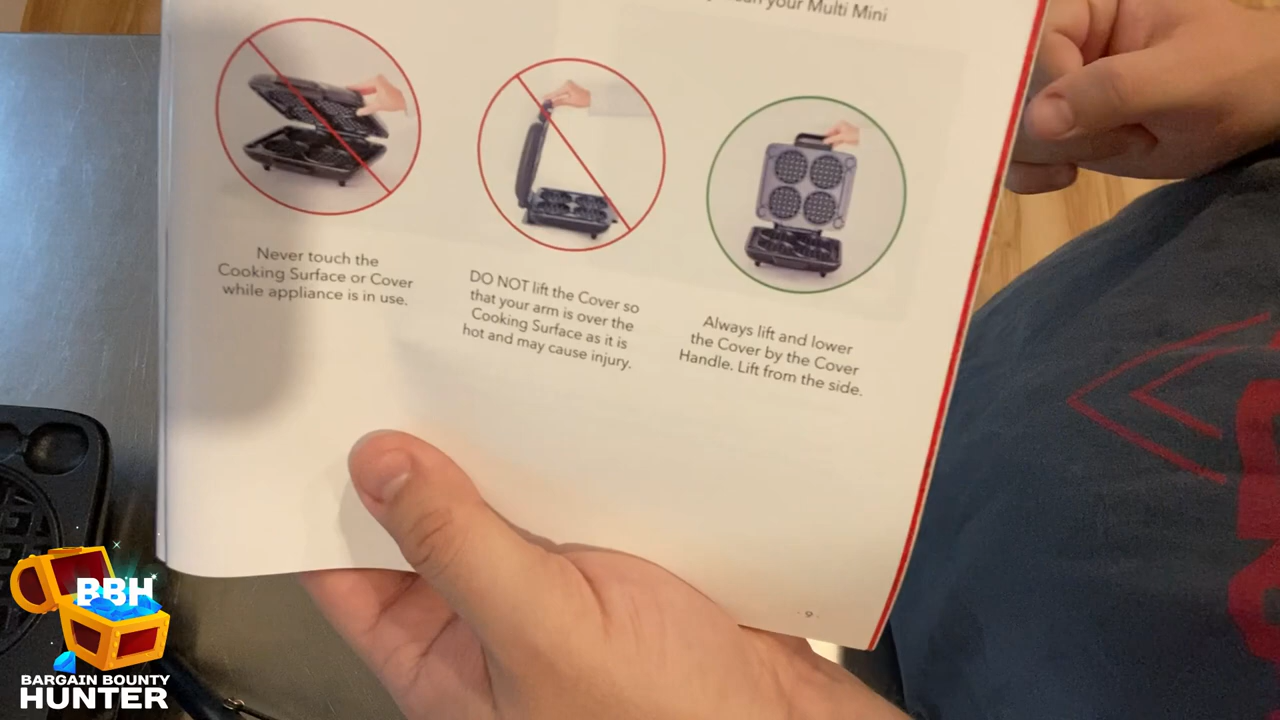 your Multi Mini
Never touch the
Cooking Surface or Cover
while appliance is in use.
DO NOT lift the Cover so
that your arm is over the
Cooking Surface as it is
hot and may cause injury.
Always lift and lower
the Cover by the Cover
Handle. Lift from the side.
9
BBH
BARGAIN BOUNTY
HUNTER